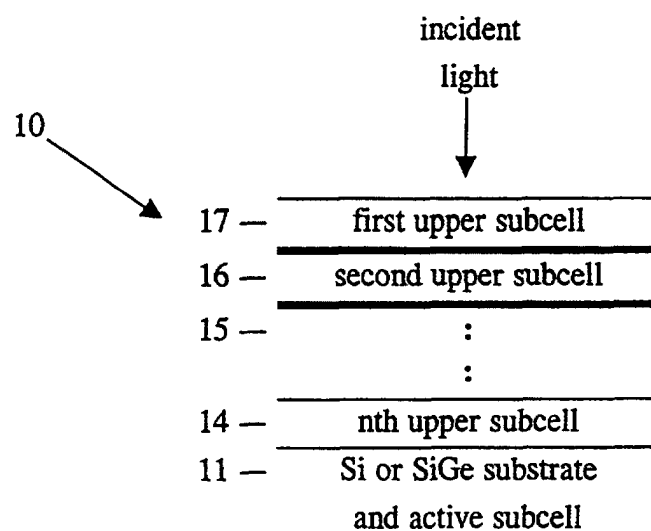 incident
light
10
17 — first upper subcell
16 — second upper subcell
15 — :
:
14 — nth upper subcell
11 — Si or SiGe substrate
and active subcell